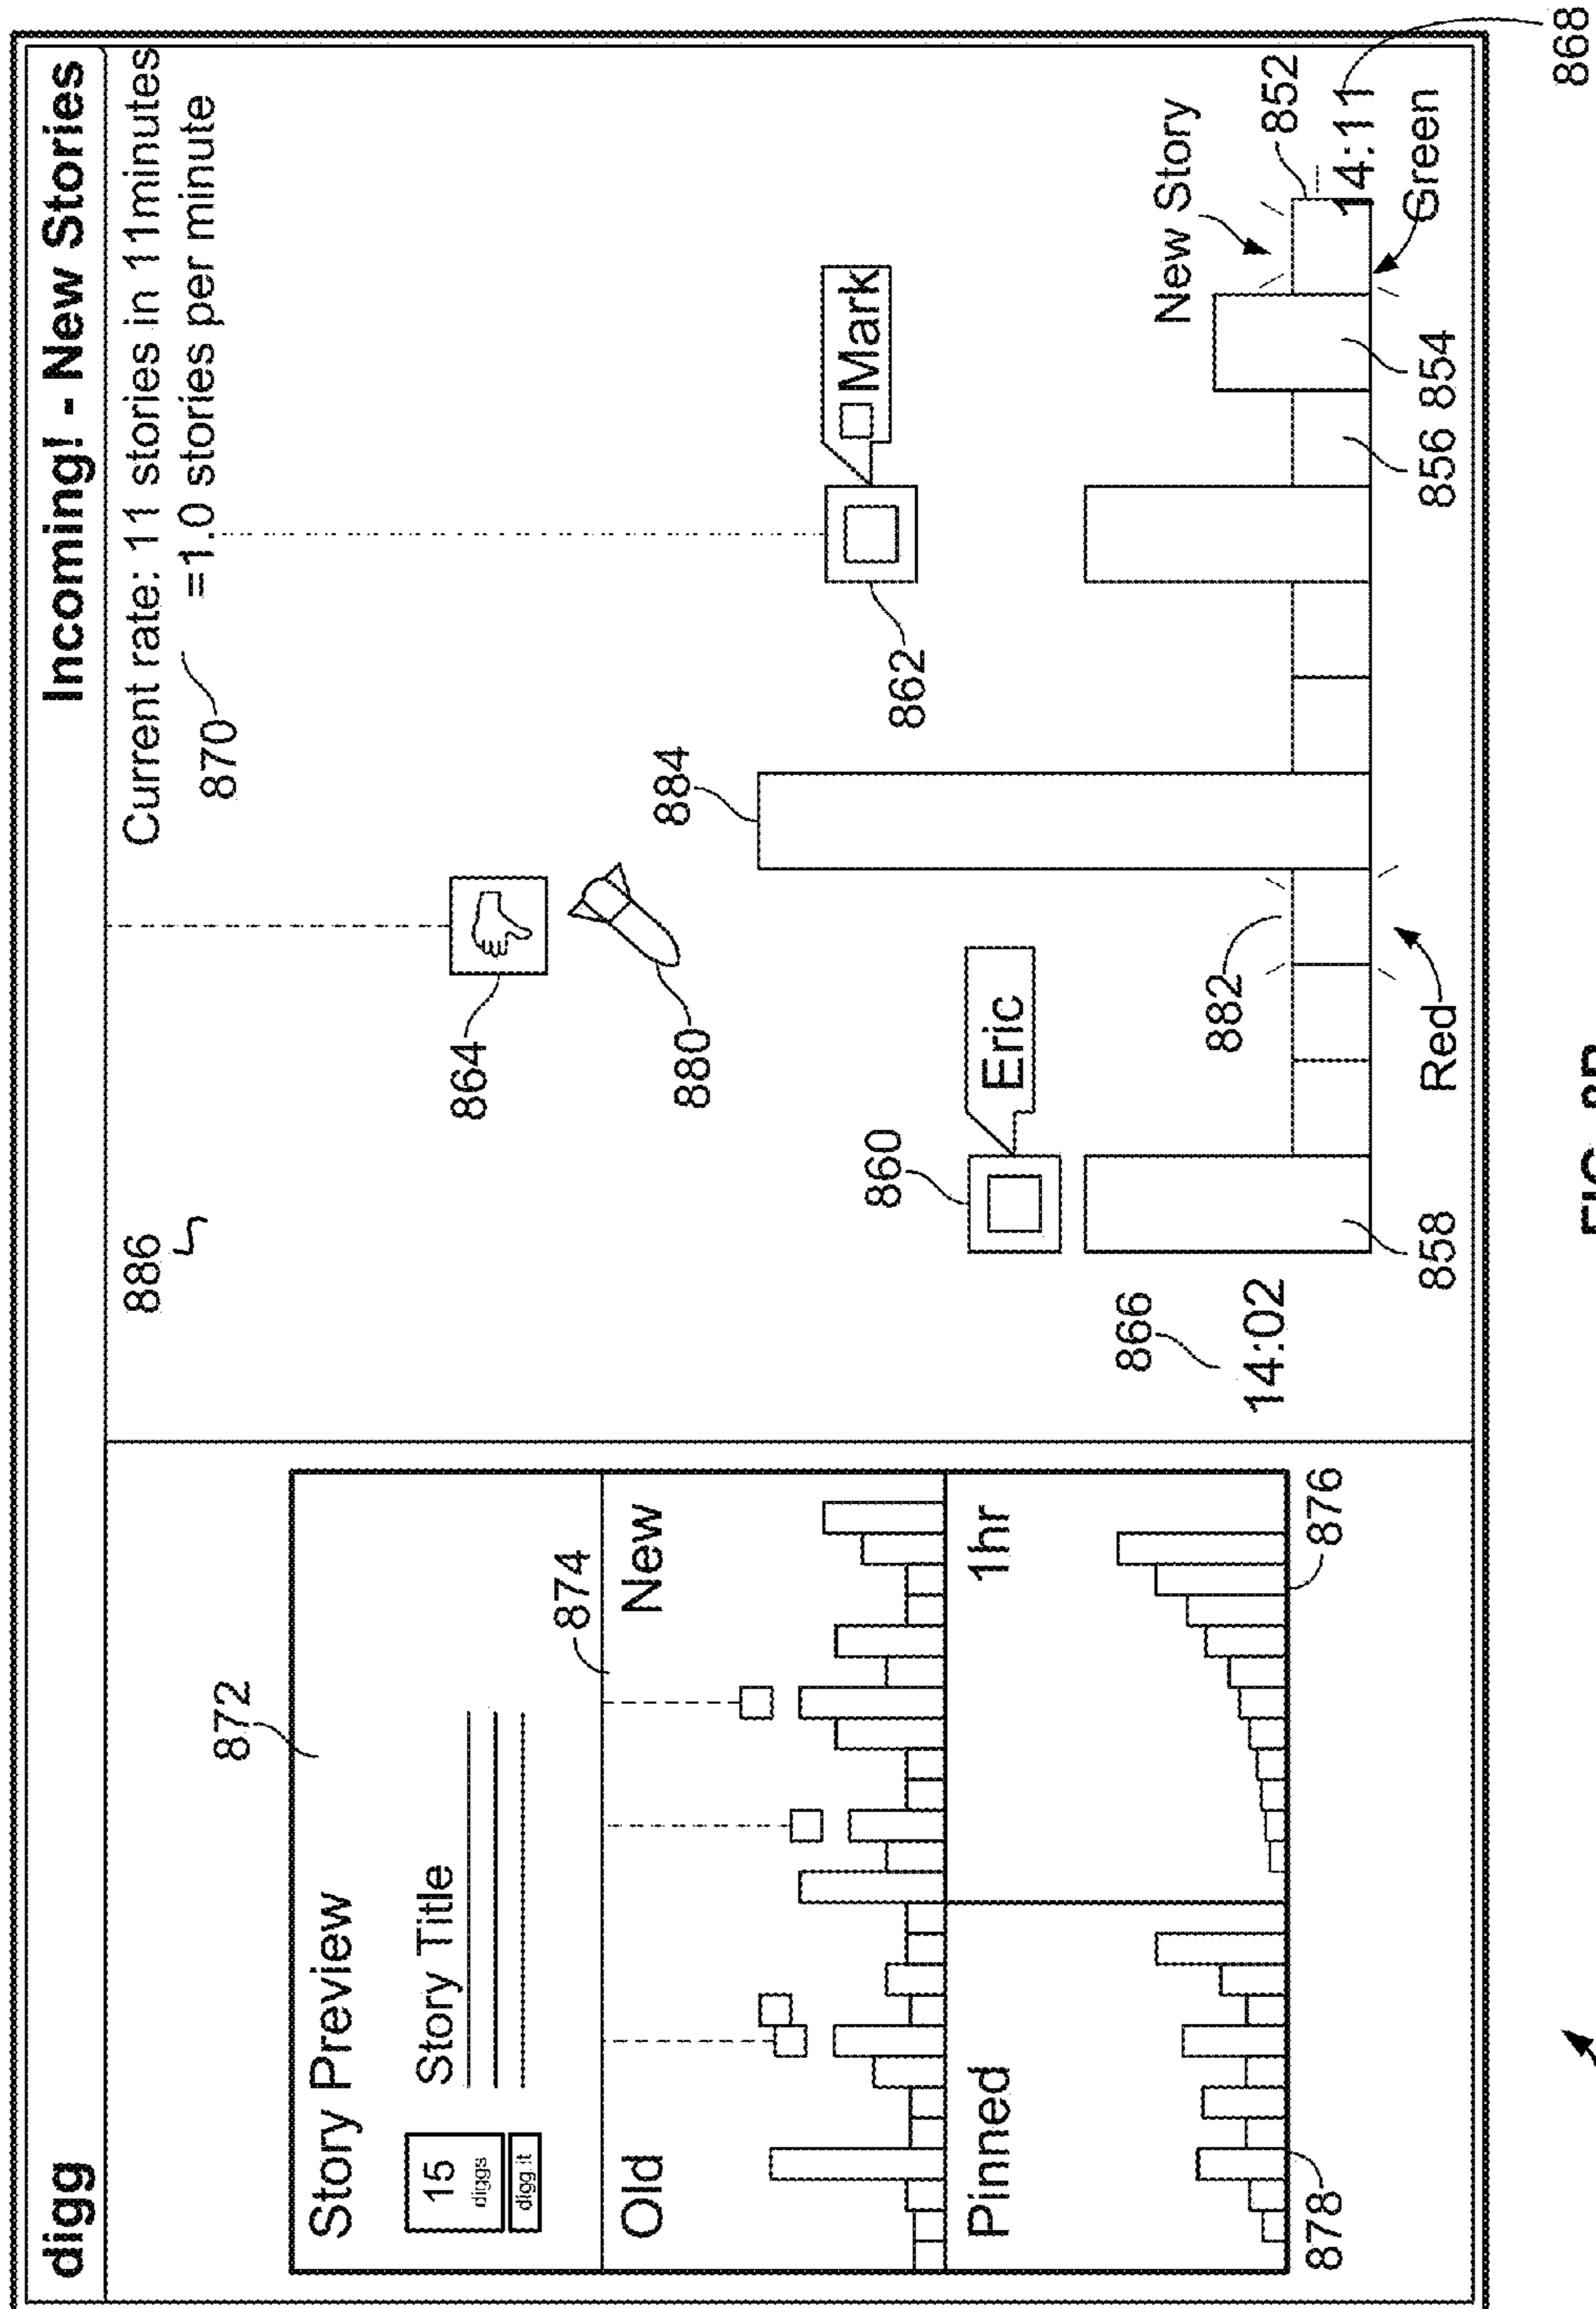 digg
Incoming! - New Stories
Current rate: 11 stories in 11minutes
=1.0 stories per minute
870
886
872
Story Preview
Story Title
15
diggs
digg it
874
Old
New
Pinned
1hr
878
876
864
880
884
862
Mark
860
Eric
866
14:02
882
New Story
852
14:11
858
Red
856
854
Green
868